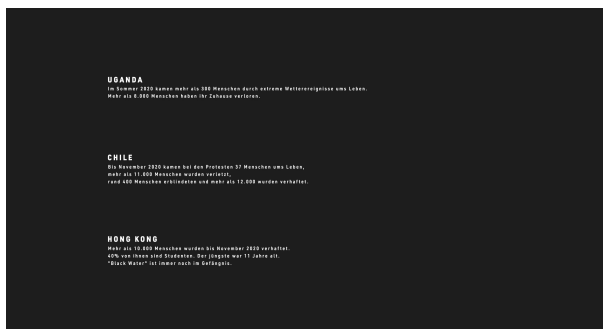 UGANDA
Im Sommer 2020 kamen mehr als 500 Menschen durch extreme Wetterereignisse ums Leben.
Mehr als 8.000 Menschen haben ihr Zuhause verloren.
CHILE
Bis November 2020 kamen bei den Protesten 37 Menschen ums Leben,
mehr als 11.000 Menschen wurden verletzt,
rund 400 Menschen erblindeten und mehr als 12.000 wurden verhaftet.
HONG KONG
Mehr als 10.000 Menschen wurden bis November 2020 verhaftet.
40% von ihnen sind Studenten. Der jüngste war 11 Jahre alt.
"Black Water" ist immer noch im Gefängnis.